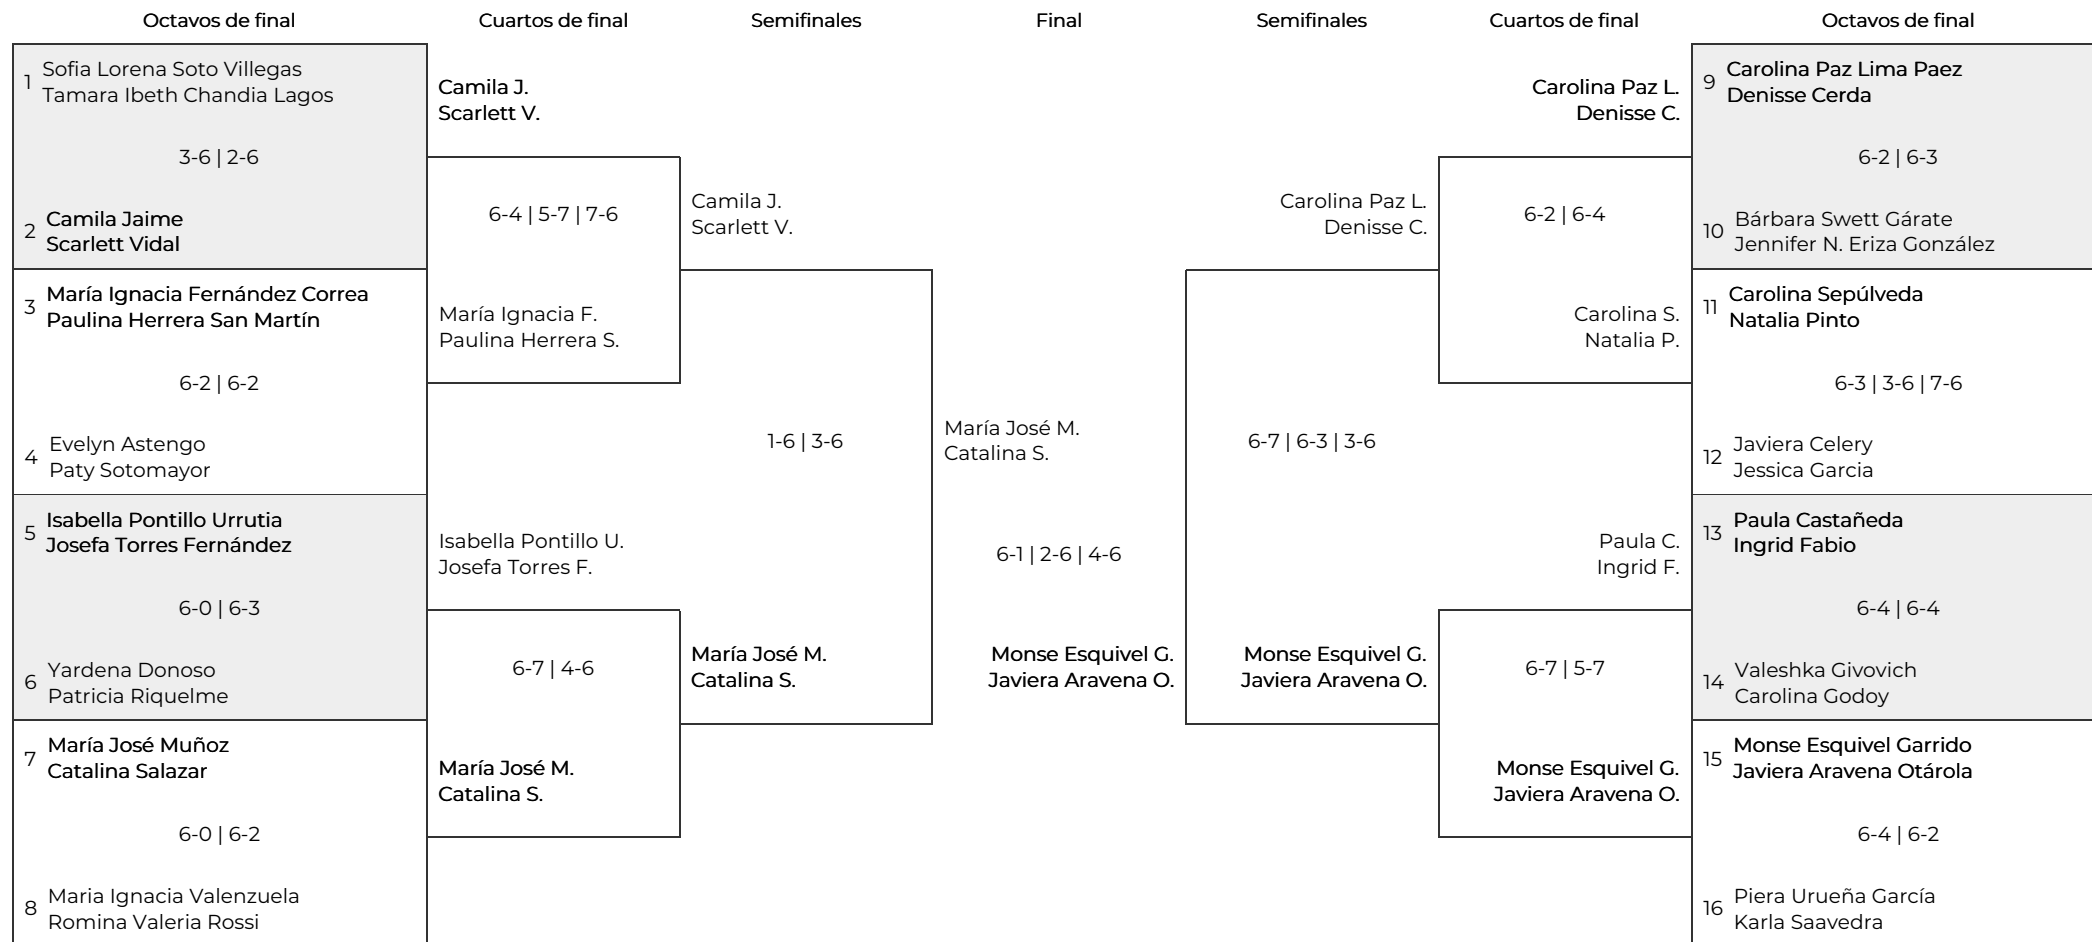 Octavos de final
Cuartos de final
Semifinales
Final
Semifinales
Cuartos de final
Octavos de final
1
Sofia Lorena Soto Villegas
Tamara Ibeth Chandia Lagos
3-6 | 2-6
2
Camila Jaime
Scarlett Vidal
3
María Ignacia Fernández Correa
Paulina Herrera San Martín
6-2 | 6-2
4
Evelyn Astengo
Paty Sotomayor
5
Isabella Pontillo Urrutia
Josefa Torres Fernández
6-0 | 6-3
6
Yardena Donoso
Patricia Riquelme
7
María José Muñoz
Catalina Salazar
6-0 | 6-2
8
Maria Ignacia Valenzuela
Romina Valeria Rossi
Camila J.
Scarlett V.
6-4 | 5-7 | 7-6
María Ignacia F.
Paulina Herrera S.
Isabella Pontillo U.
Josefa Torres F.
6-7 | 4-6
María José M.
Catalina S.
Camila J.
Scarlett V.
1-6 | 3-6
María José M.
Catalina S.
María José M.
Catalina S.
6-1 | 2-6 | 4-6
Monse Esquivel G.
Javiera Aravena O.
Carolina Paz L.
Denisse C.
6-7 | 6-3 | 3-6
Monse Esquivel G.
Javiera Aravena O.
Carolina Paz L.
Denisse C.
6-2 | 6-4
Carolina S.
Natalia P.
Paula C.
Ingrid F.
6-7 | 5-7
Monse Esquivel G.
Javiera Aravena O.
9
Carolina Paz Lima Paez
Denisse Cerda
6-2 | 6-3
10
Bárbara Swett Gárate
Jennifer N. Eriza González
11
Carolina Sepúlveda
Natalia Pinto
6-3 | 3-6 | 7-6
12
Javiera Celery
Jessica Garcia
13
Paula Castañeda
Ingrid Fabio
6-4 | 6-4
14
Valeshka Givovich
Carolina Godoy
15
Monse Esquivel Garrido
Javiera Aravena Otárola
6-4 | 6-2
16
Piera Urueña García
Karla Saavedra